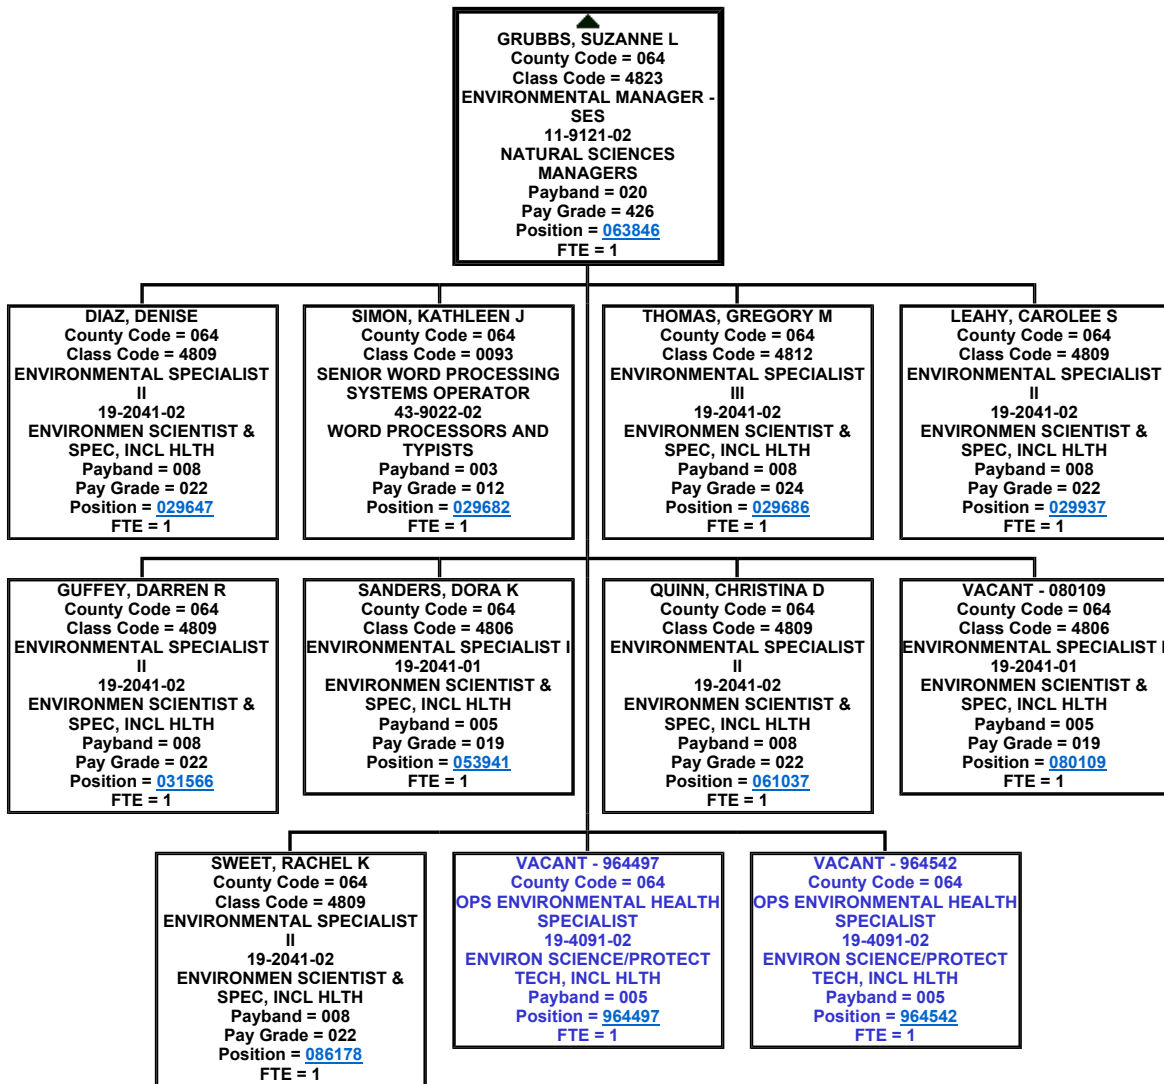 GRUBBS, SUZANNE L
County Code = 064
Class Code = 4823
ENVIRONMENTAL MANAGER -
SES
11-9121-02
NATURAL SCIENCES
MANAGERS
Payband = 020
Pay Grade = 426
Position = 063846
FTE = 1
DIAZ, DENISE
County Code = 064
Class Code = 4809
ENVIRONMENTAL SPECIALIST
II
19-2041-02
ENVIRONMEN SCIENTIST &
SPEC, INCL HLTH
Payband = 008
Pay Grade = 022
Position = 029647
FTE = 1
SIMON, KATHLEEN J
County Code = 064
Class Code = 0093
SENIOR WORD PROCESSING
SYSTEMS OPERATOR
43-9022-02
WORD PROCESSORS AND
TYPISTS
Payband = 003
Pay Grade = 012
Position = 029682
FTE = 1
THOMAS, GREGORY M
County Code = 064
Class Code = 4812
ENVIRONMENTAL SPECIALIST
III
19-2041-02
ENVIRONMEN SCIENTIST &
SPEC, INCL HLTH
Payband = 008
Pay Grade = 024
Position = 029686
FTE = 1
LEAHY, CAROLEE S
County Code = 064
Class Code = 4809
ENVIRONMENTAL SPECIALIST
II
19-2041-02
ENVIRONMEN SCIENTIST &
SPEC, INCL HLTH
Payband = 008
Pay Grade = 022
Position = 029937
FTE = 1
GUFFEY, DARREN R
County Code = 064
Class Code = 4809
ENVIRONMENTAL SPECIALIST
II
19-2041-02
ENVIRONMEN SCIENTIST &
SPEC, INCL HLTH
Payband = 008
Pay Grade = 022
Position = 031566
FTE = 1
SANDERS, DORA K
County Code = 064
Class Code = 4806
ENVIRONMENTAL SPECIALIST I
19-2041-01
ENVIRONMEN SCIENTIST &
SPEC, INCL HLTH
Payband = 005
Pay Grade = 019
Position = 053941
FTE = 1
QUINN, CHRISTINA D
County Code = 064
Class Code = 4809
ENVIRONMENTAL SPECIALIST
II
19-2041-02
ENVIRONMEN SCIENTIST &
SPEC, INCL HLTH
Payband = 008
Pay Grade = 022
Position = 061037
FTE = 1
VACANT - 080109
County Code = 064
Class Code = 4806
ENVIRONMENTAL SPECIALIST I
19-2041-01
ENVIRONMEN SCIENTIST &
SPEC, INCL HLTH
Payband = 005
Pay Grade = 019
Position = 080109
FTE = 1
SWEET, RACHEL K
County Code = 064
Class Code = 4809
ENVIRONMENTAL SPECIALIST
II
19-2041-02
ENVIRONMEN SCIENTIST &
SPEC, INCL HLTH
Payband = 008
Pay Grade = 022
Position = 086178
FTE = 1
VACANT - 964497
County Code = 064
OPS ENVIRONMENTAL HEALTH
SPECIALIST
19-4091-02
ENVIRON SCIENCE/PROTECT
TECH, INCL HLTH
Payband = 005
Position = 964497
FTE = 1
VACANT - 964542
County Code = 064
OPS ENVIRONMENTAL HEALTH
SPECIALIST
19-4091-02
ENVIRON SCIENCE/PROTECT
TECH, INCL HLTH
Payband = 005
Position = 964542
FTE = 1